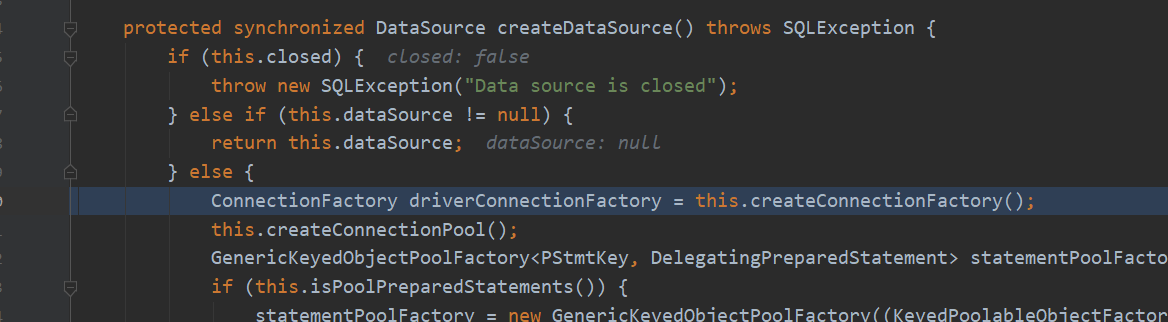 protected synchronized DataSource createDataSource() throws SQLException {
if (this.closed) { closed: false
throw new SQLException("Data source is closed");
} else if (this.dataSource != null) {
return this.dataSource; dataSource: null
} else {
ConnectionFactory driverConnectionFactory = this.createConnectionFactory();
this.createConnectionPool();
GenericKeyedObjectPoolFactory<PStmtKey, DelegatingPreparedStatement> statementPoolFacto
if (this.isPoolPreparedStatements()) {
statementPoolFactory = new GenericKeyedObjectPoolFactory((KeyedPoolableObjectFactor